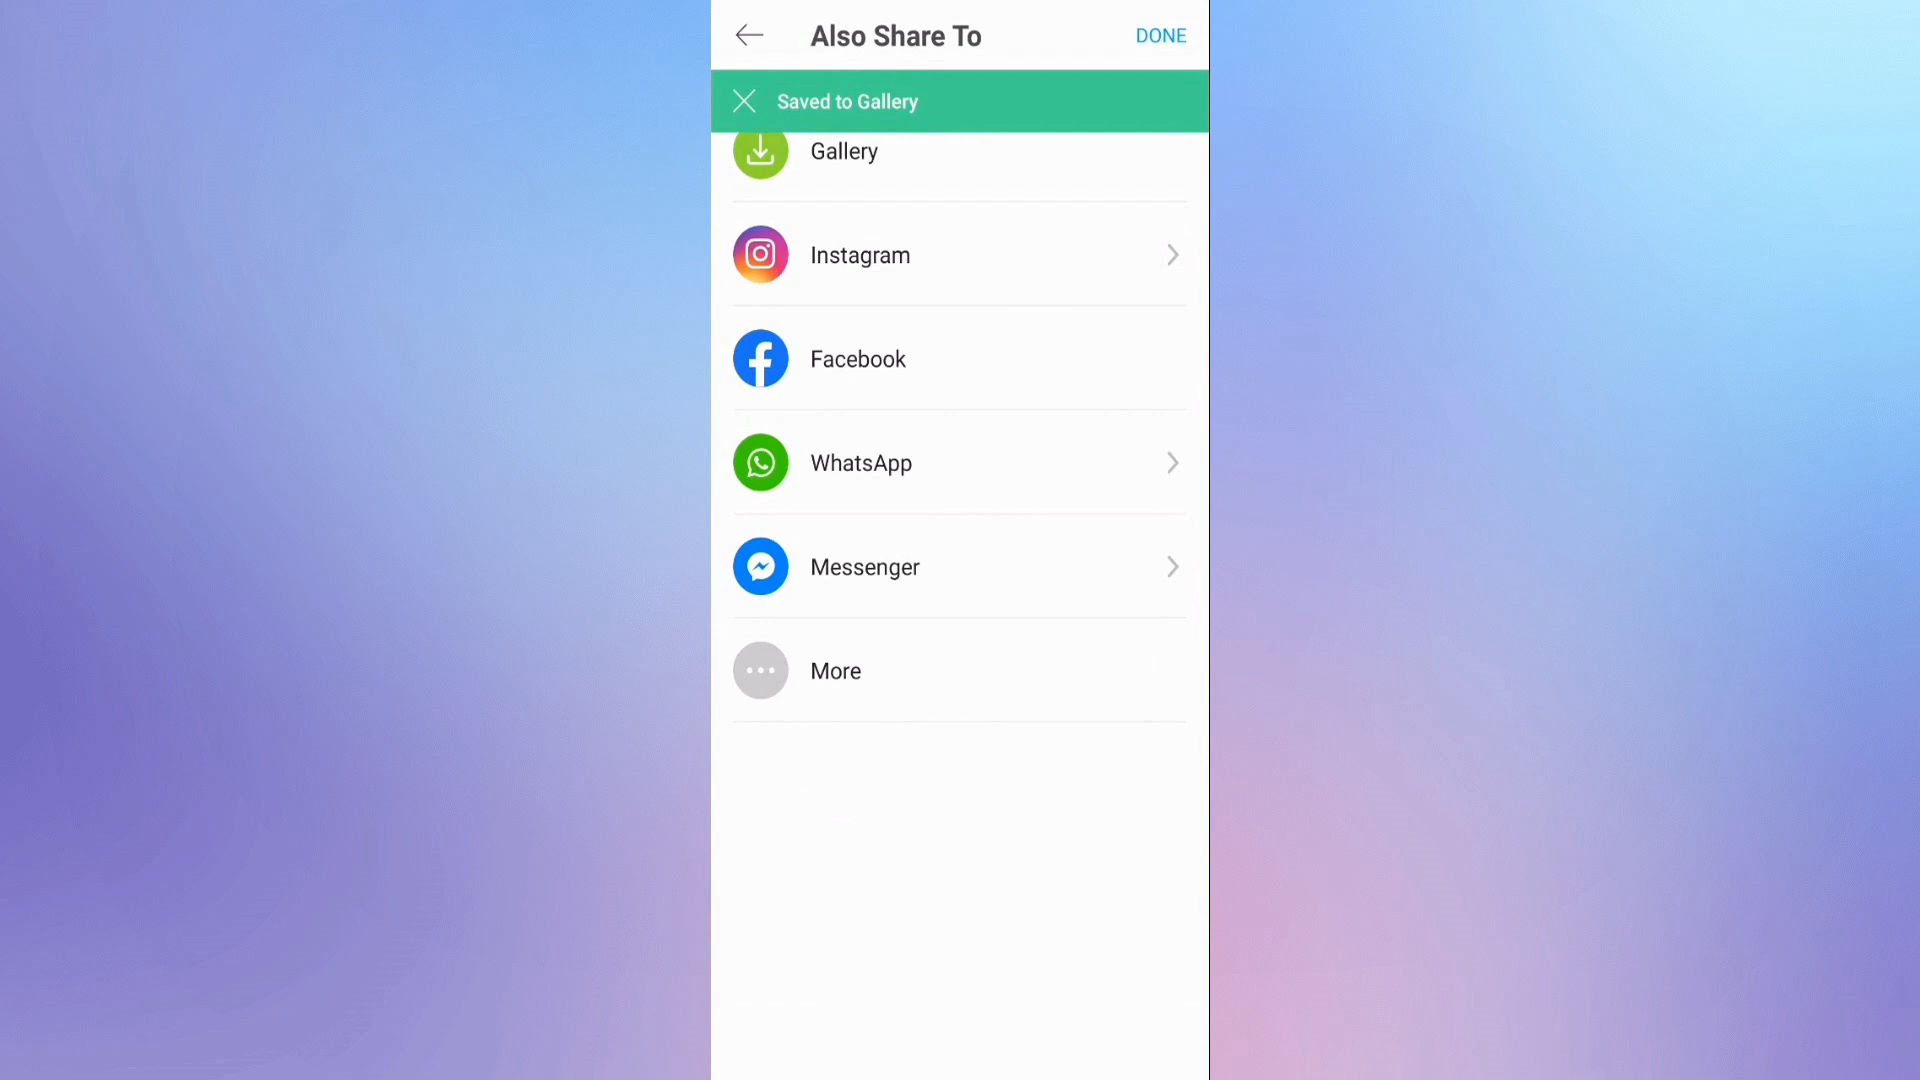 Also Share To
DONE
Saved to Gallery
Gallery
Instagram
Facebook
WhatsApp
Messenger
More